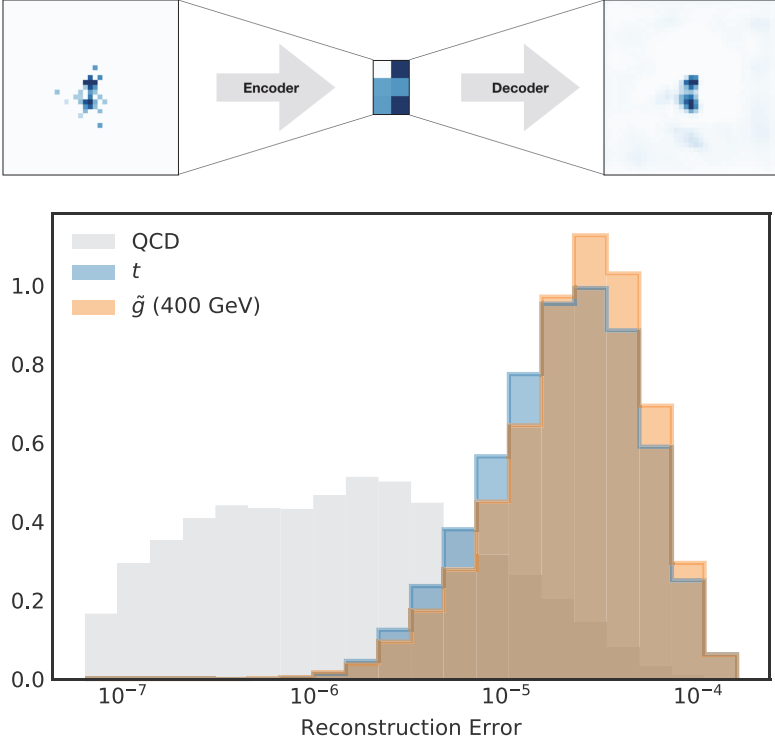 Encoder
Decoder
QCD
t
g̃ (400 GeV)
1.0
0.8
0.6
0.4
0.2
0.0
10⁻⁷ 10⁻⁶ 10⁻⁵ 10⁻⁴
Reconstruction Error